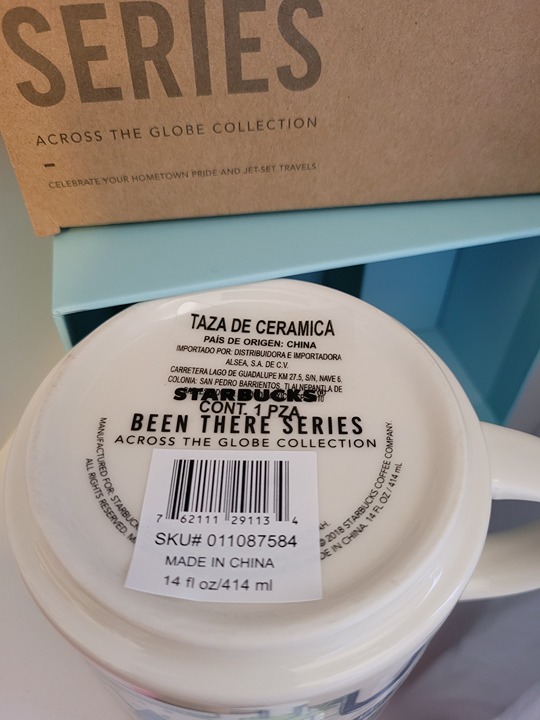 SERIES
ACROSS THE GLOBE COLLECTION
CELEBRATE YOUR HOMETOWN PRIDE AND JET-SET TRAVELS
TAZA DE CERAMICA
PAÍS DE ORIGEN: CHINA
IMPORTADO POR: DISTRIBUIDORA E IMPORTADORA
ALSEA, S.A. DE C.V.
CARRETERA LAGO DE GUADALUPE KM 27.5, S/N, NAVE 6.
COLONIA: SAN PEDRO BARRIENTOS, TLALNEPANTLA DE
STARBUCKS
CONT. 1 PZA
BEEN THERE SERIES
ACROSS THE GLOBE COLLECTION
MANUFACTURED FOR: STARBUCK
ALL RIGHTS RESERVED. M
© 2018 STARBUCKS COFFEE COMPANY.
DE IN CHINA. 14 FL OZ / 414 mL
7 62111 29113 4
SKU# 011087584
MADE IN CHINA
14 fl oz/414 ml